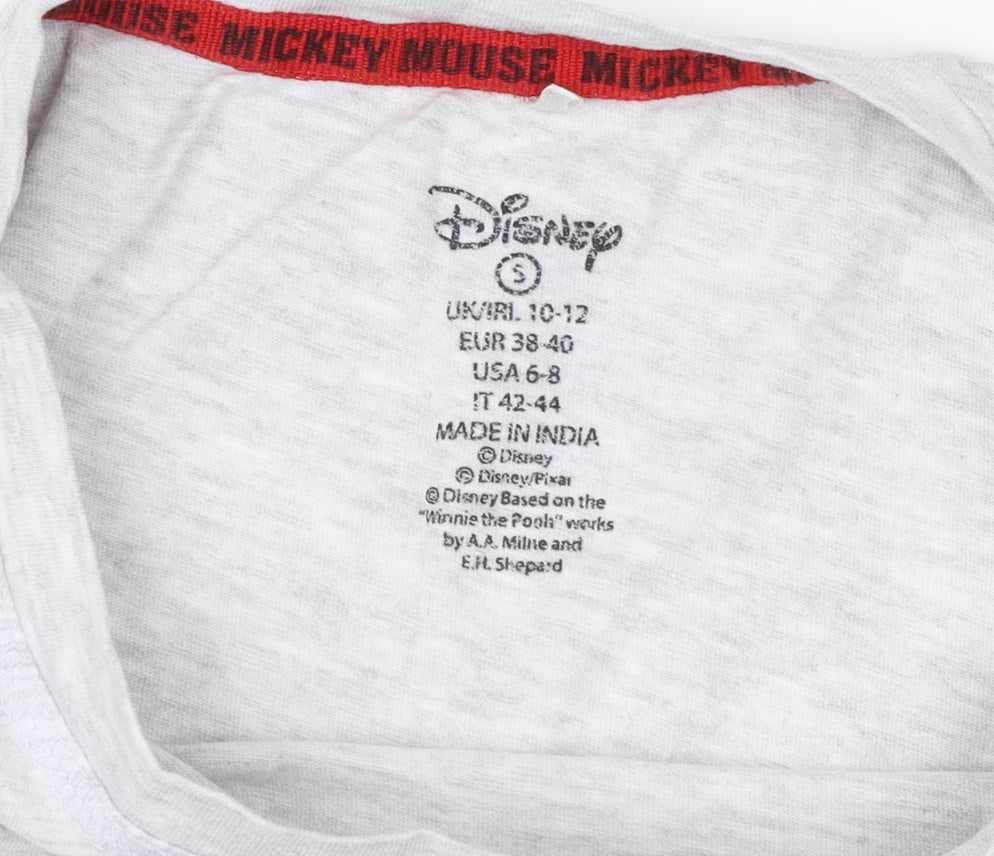 MOUSE MICKEY MOUSE MICKEY
Disney
S
UK/IRL 10-12
EUR 38-40
USA 6-8
IT 42-44
MADE IN INDIA
© Disney
© Disney/Pixar
© Disney Based on the
"Winnie the Pooh" works
by A.A. Milne and
E.H. Shepard